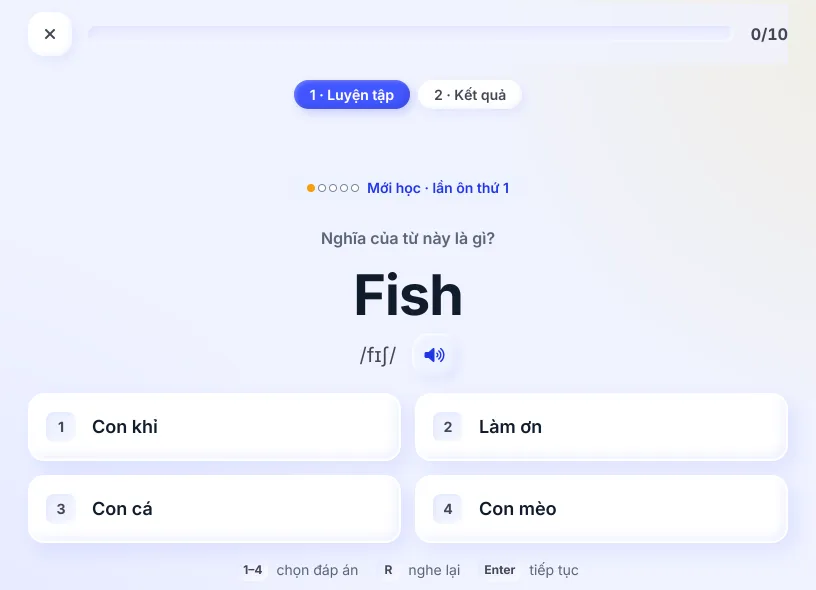 0/10
1 · Luyện tập
2 · Kết quả
Mới học · lần ôn thứ 1
Nghĩa của từ này là gì?
Fish
/fɪʃ/
1 Con khỉ
2 Làm ơn
3 Con cá
4 Con mèo
1–4 chọn đáp án R nghe lại Enter tiếp tục